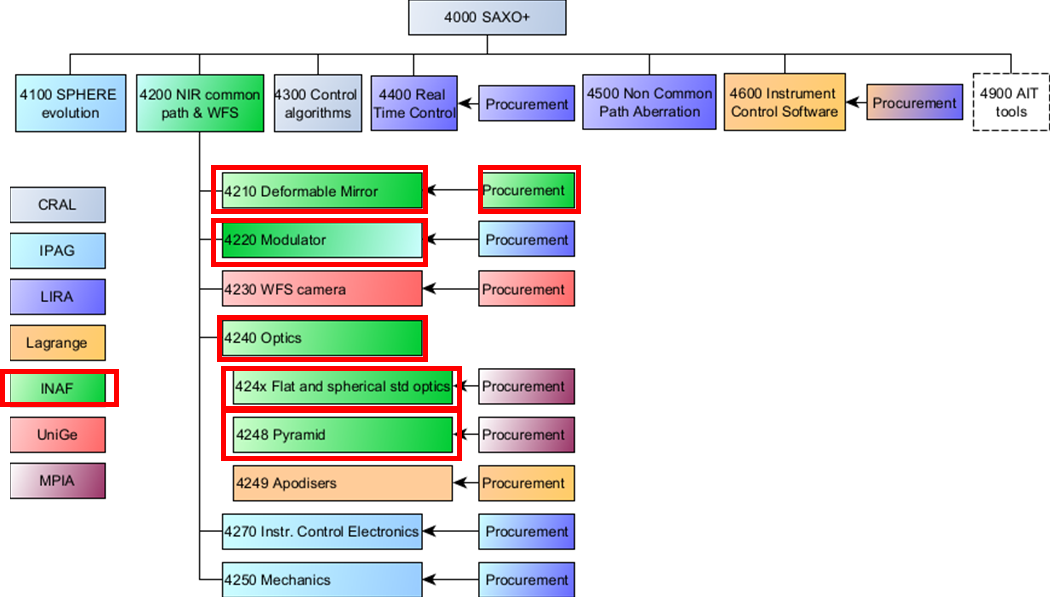 4000 SAXO+
4100 SPHERE
evolution
4200 NIR common
path & WFS
4300 Control
algorithms
4400 Real
Time Control
Procurement
4500 Non Common
Path Aberration
4600 Instrument
Control Software
Procurement
4900 AIT
tools
CRAL
IPAG
LIRA
Lagrange
INAF
UniGe
MPIA
4210 Deformable Mirror
Procurement
4220 Modulator
Procurement
4230 WFS camera
Procurement
4240 Optics
424x Flat and spherical std optics
Procurement
4248 Pyramid
Procurement
4249 Apodisers
Procurement
4270 Instr. Control Electronics
Procurement
4250 Mechanics
Procurement